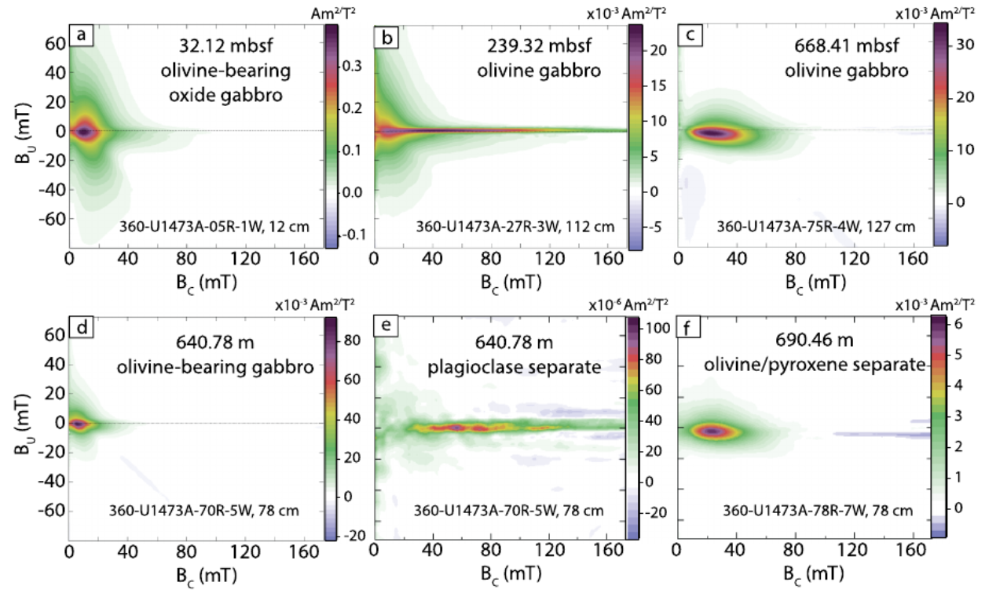 Am²/T²
x10⁻³ Am²/T²
x10⁻³ Am²/T²
a
32.12 mbsf
olivine-bearing
oxide gabbro
360-U1473A-05R-1W, 12 cm
60
40
20
0
-20
-40
-60
Bᵤ (mT)
0 40 80 120 160
B꜀ (mT)
0.3
0.2
0.1
0.0
-0.1
b
239.32 mbsf
olivine gabbro
360-U1473A-27R-3W, 112 cm
0 40 80 120 160
B꜀ (mT)
20
15
10
5
0
-5
c
668.41 mbsf
olivine gabbro
360-U1473A-75R-4W, 127 cm
0 40 80 120 160
B꜀ (mT)
30
20
10
0
x10⁻³ Am²/T²
x10⁻⁶ Am²/T²
x10⁻³ Am²/T²
d
640.78 m
olivine-bearing gabbro
360-U1473A-70R-5W, 78 cm
60
40
20
0
-20
-40
-60
Bᵤ (mT)
0 40 80 120 160
B꜀ (mT)
80
60
40
20
0
-20
e
640.78 m
plagioclase separate
360-U1473A-70R-5W, 78 cm
0 40 80 120 160
B꜀ (mT)
100
80
60
40
20
0
-20
f
690.46 m
olivine/pyroxene separate
360-U1473A-78R-7W, 78 cm
0 40 80 120 160
B꜀ (mT)
6
5
4
3
2
1
0